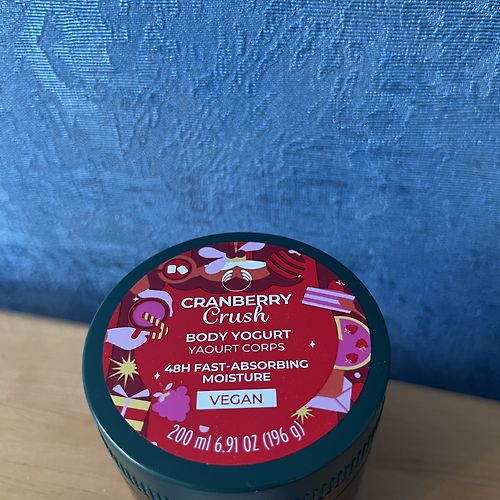 CRANBERRY
Crush
BODY YOGURT
YAOURT CORPS
48H FAST-ABSORBING
MOISTURE
VEGAN
200 ml 6.91 OZ (196 g)